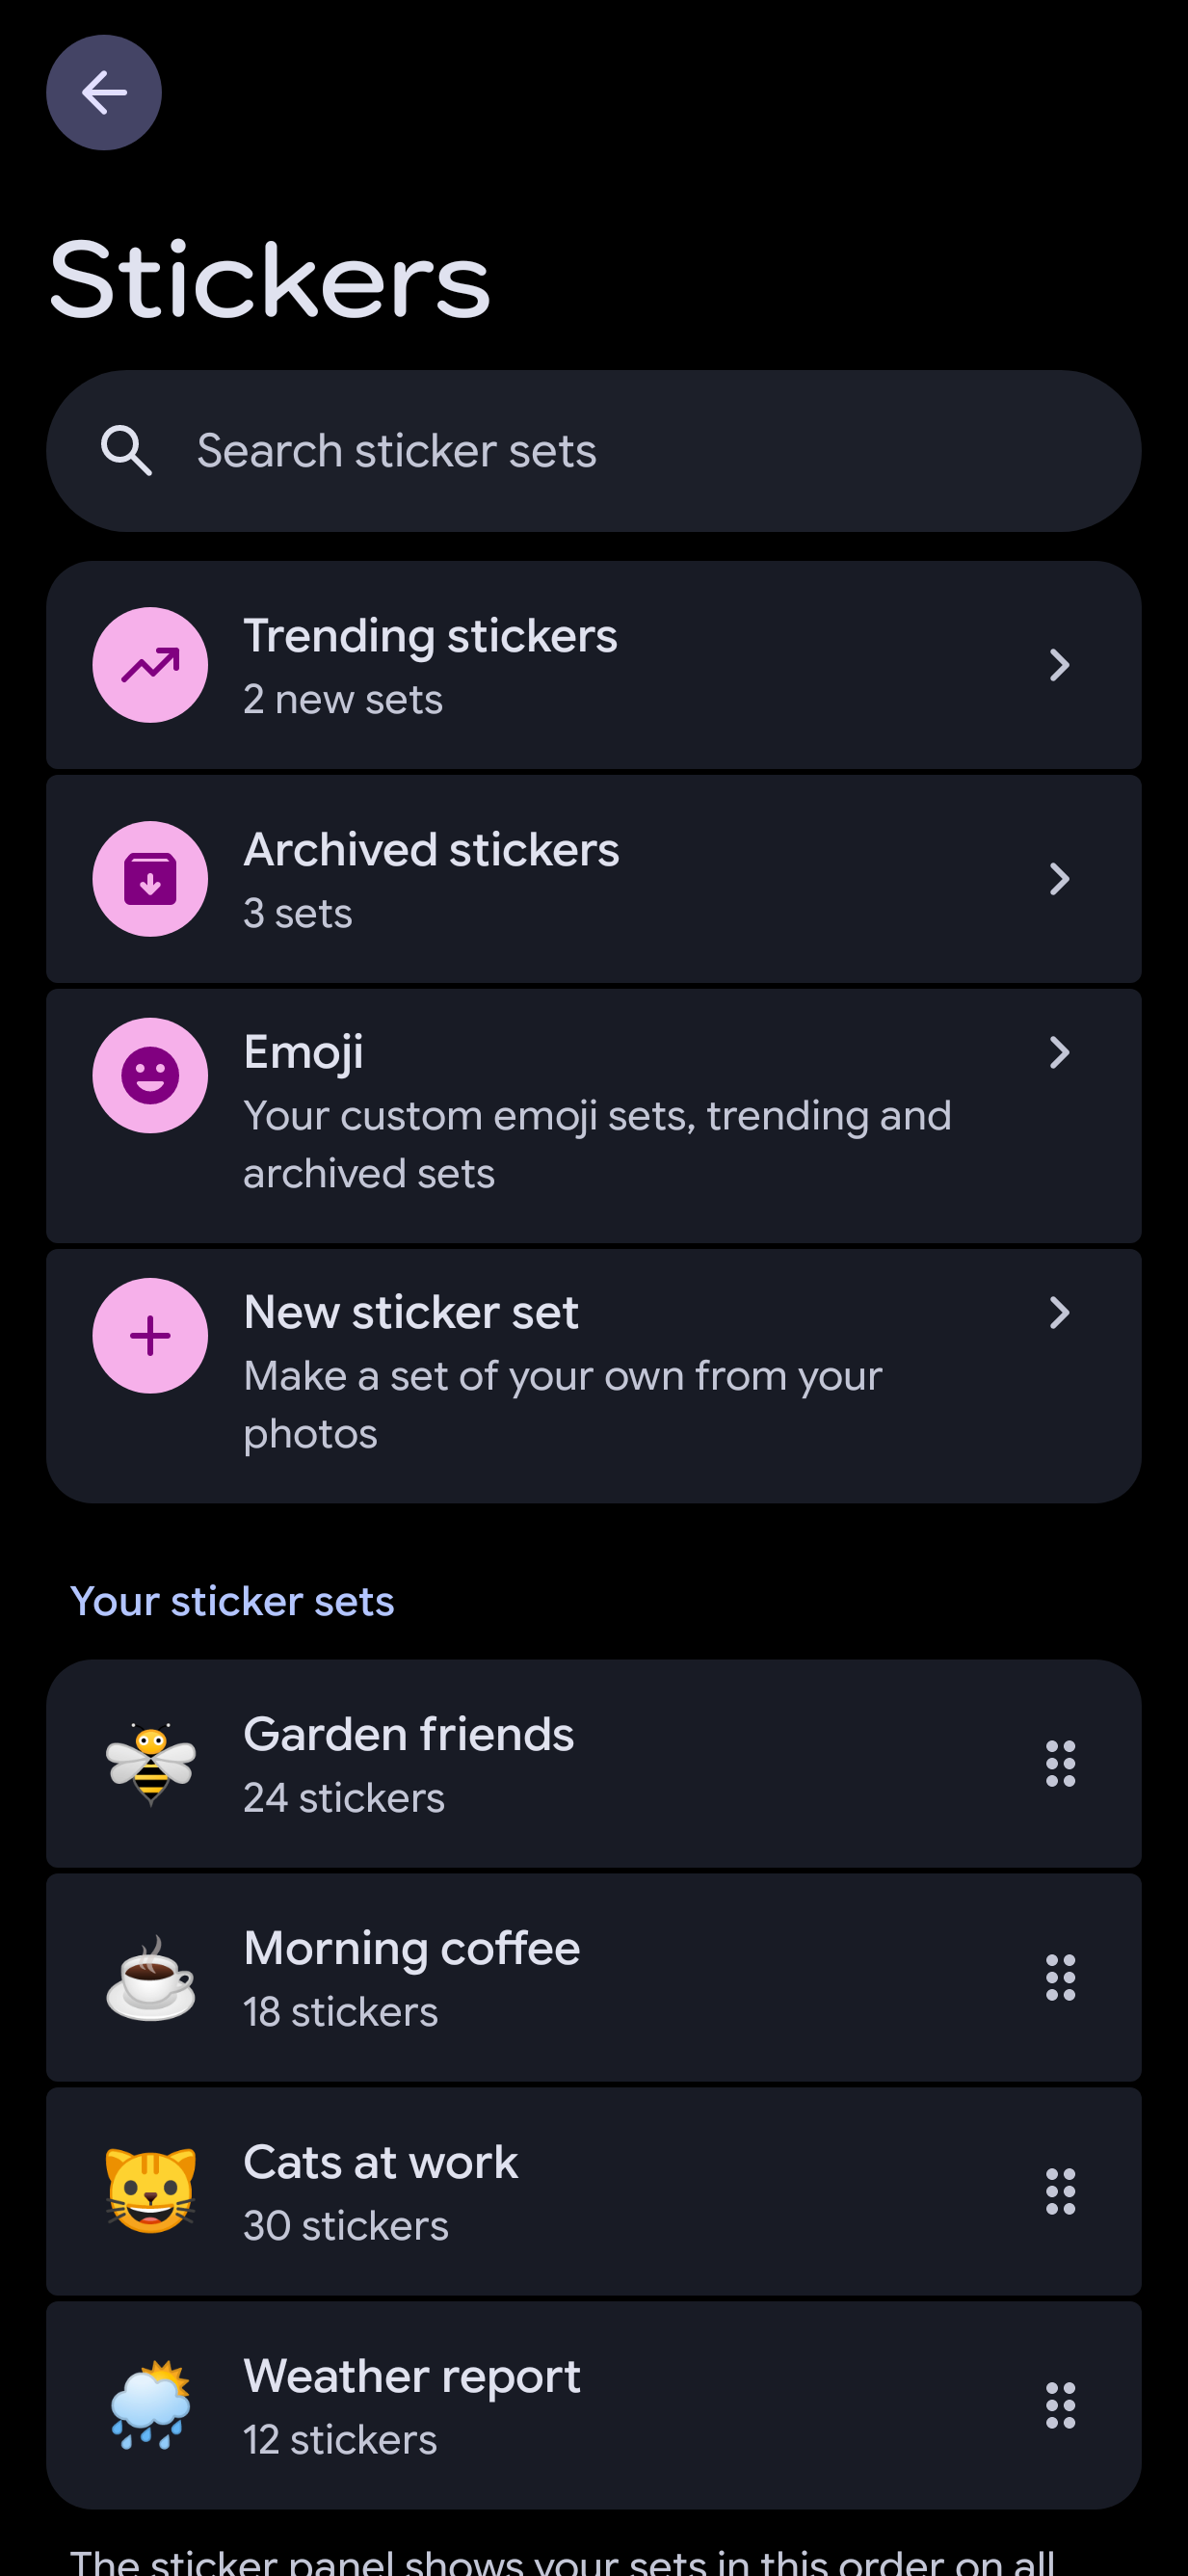 Stickers
Search sticker sets
Trending stickers
2 new sets
Archived stickers
3 sets
Emoji
Your custom emoji sets, trending and
archived sets
New sticker set
Make a set of your own from your
photos
Your sticker sets
Garden friends
24 stickers
Morning coffee
18 stickers
Cats at work
30 stickers
Weather report
12 stickers
The sticker panel shows your sets in this order on all